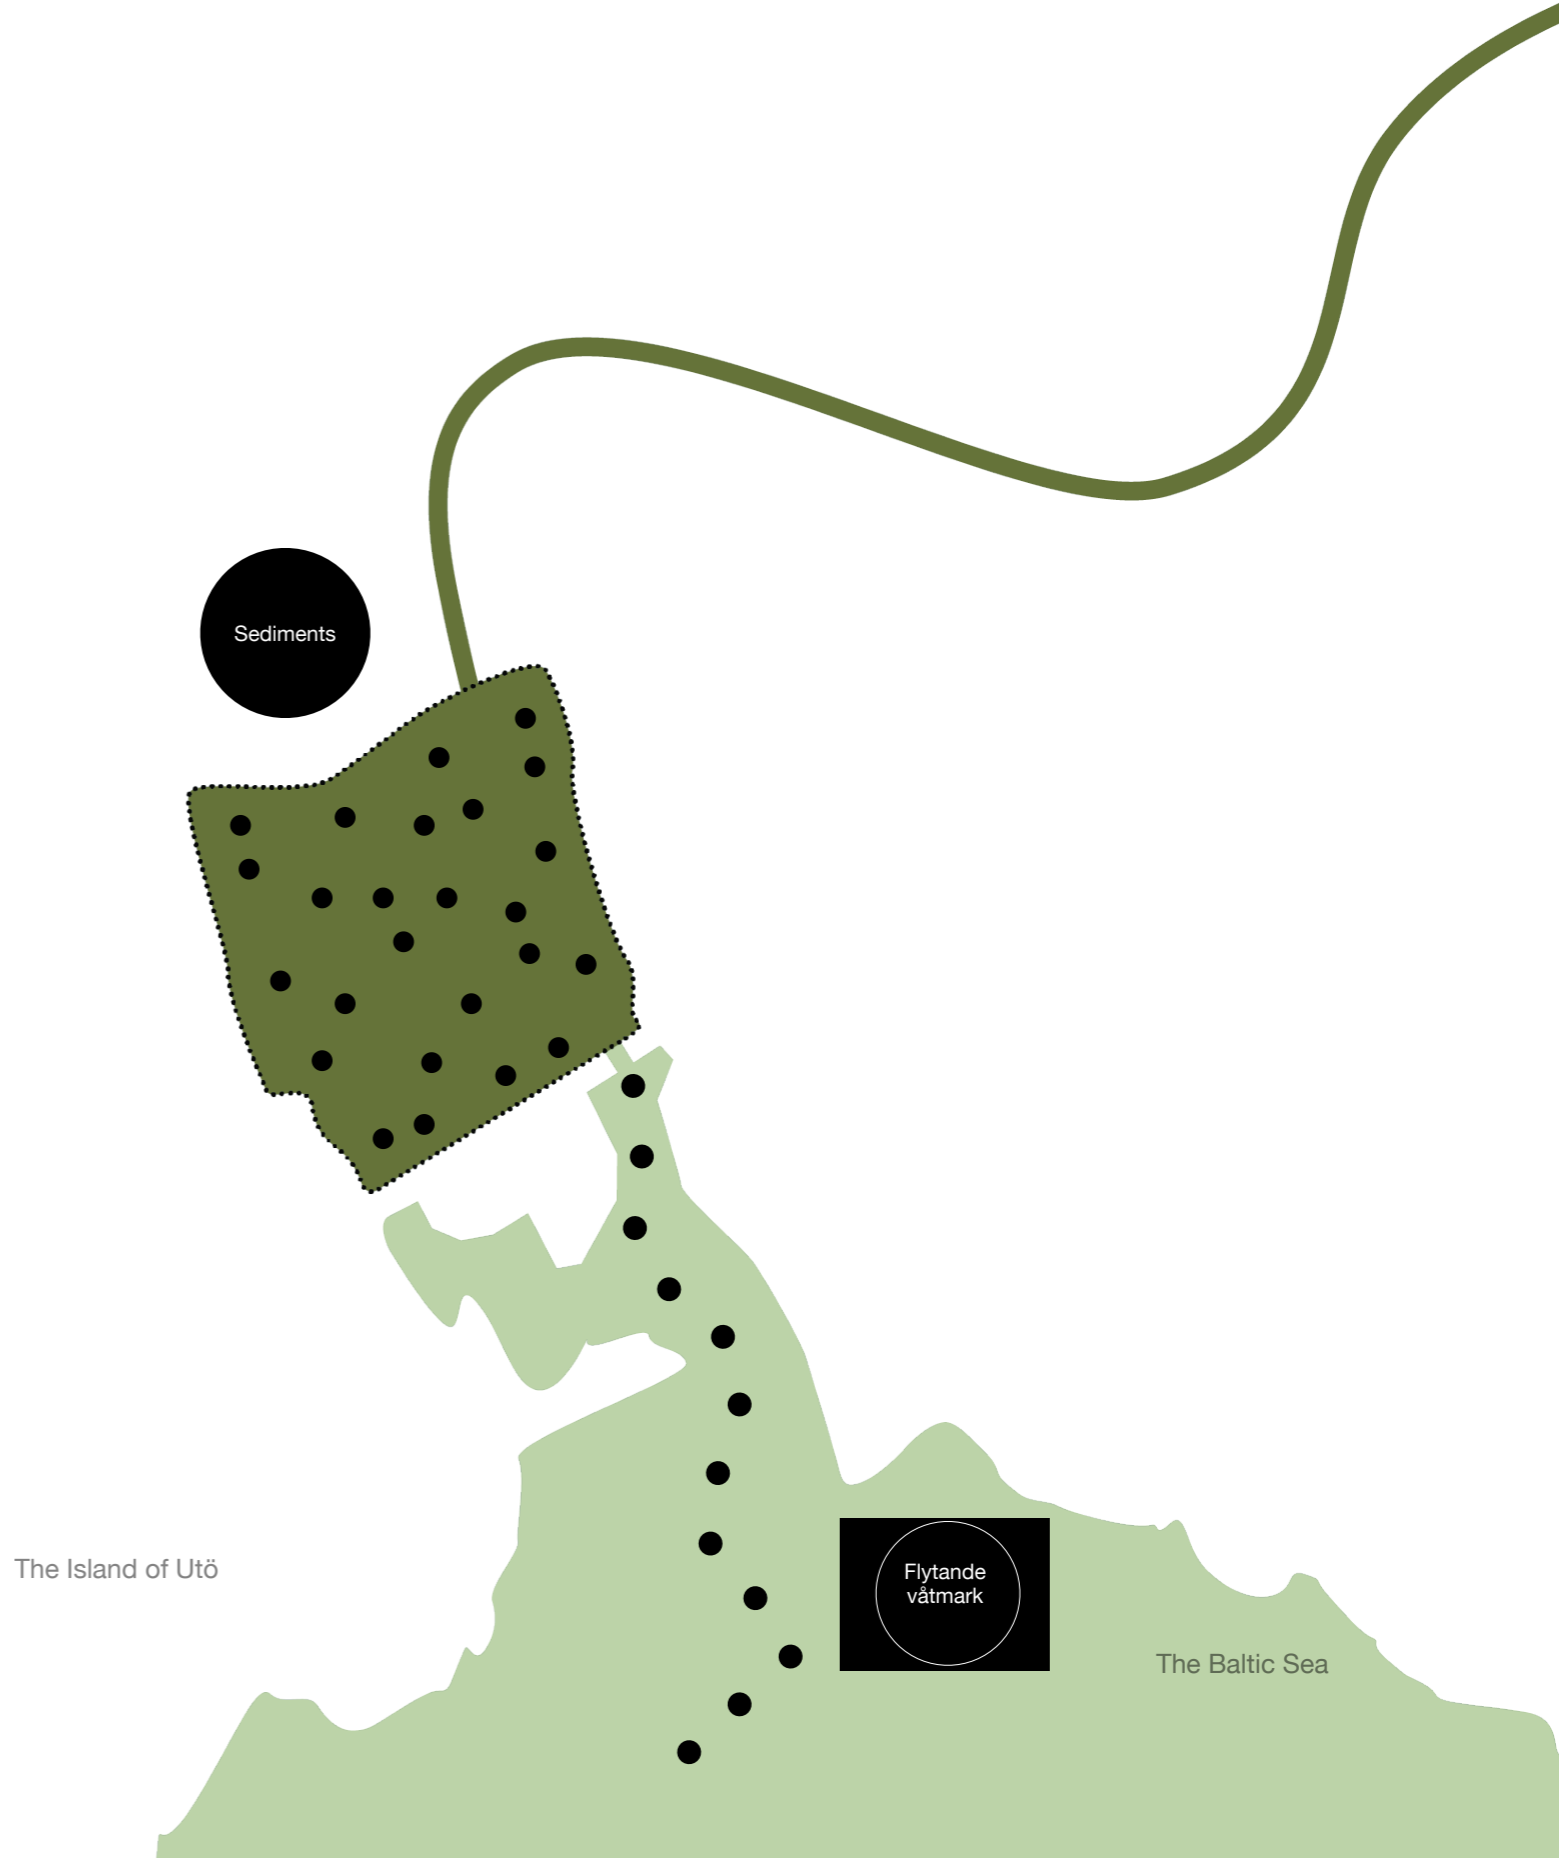 Sediments
The Island of Utö
Flytande
våtmark
The Baltic Sea